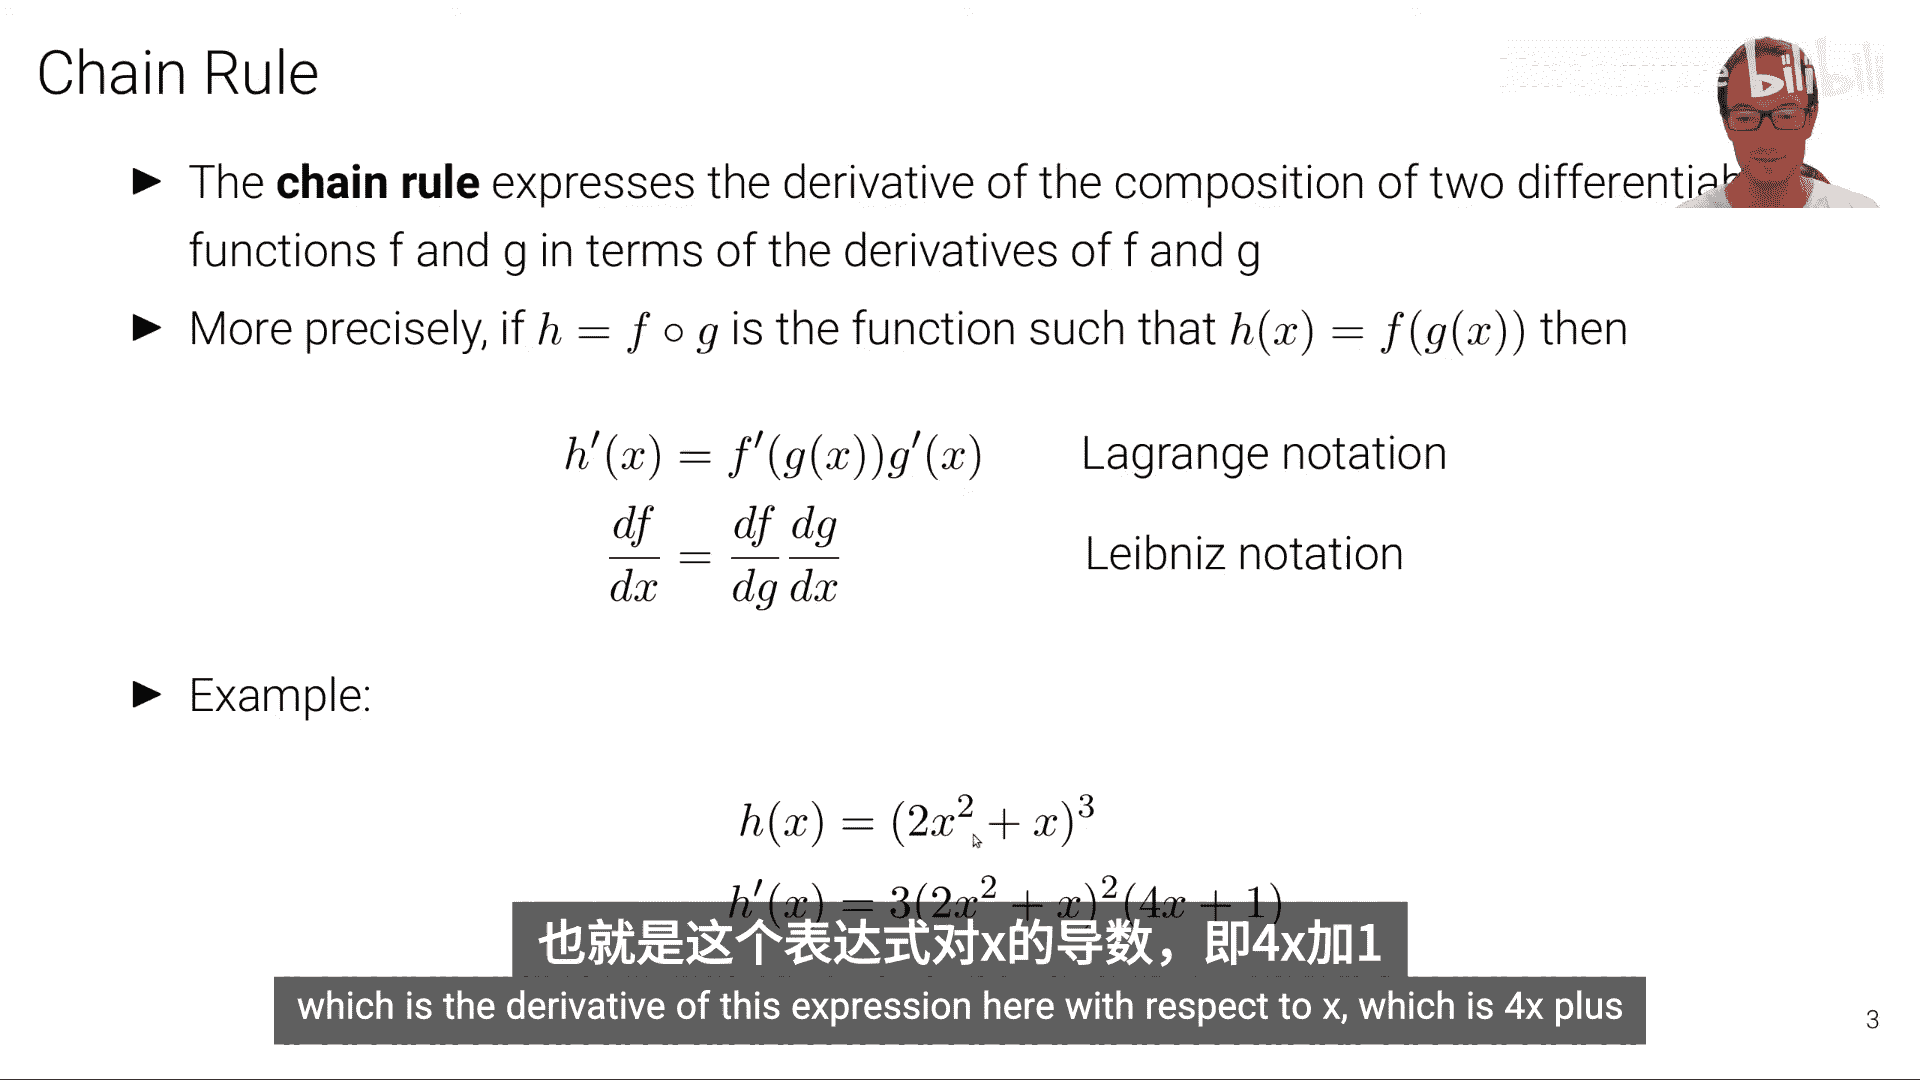 Chain Rule
bilibili
▶ The chain rule expresses the derivative of the composition of two
functions f and g in terms of the derivatives of f and g
▶ More precisely, if h = f ∘ g is the function such that h(x) = f(g(x)) then
h′(x) = f′(g(x))g′(x) Lagrange notation
df/dx = df/dg dg/dx Leibniz notation
▶ Example:
h(x) = (2x² + x)³
h′(x) = 3(2x² + x)²(4x + 1)
也就是这个表达式对x的导数，即4x加1
which is the derivative of this expression here with respect to x, which is 4x plus
3